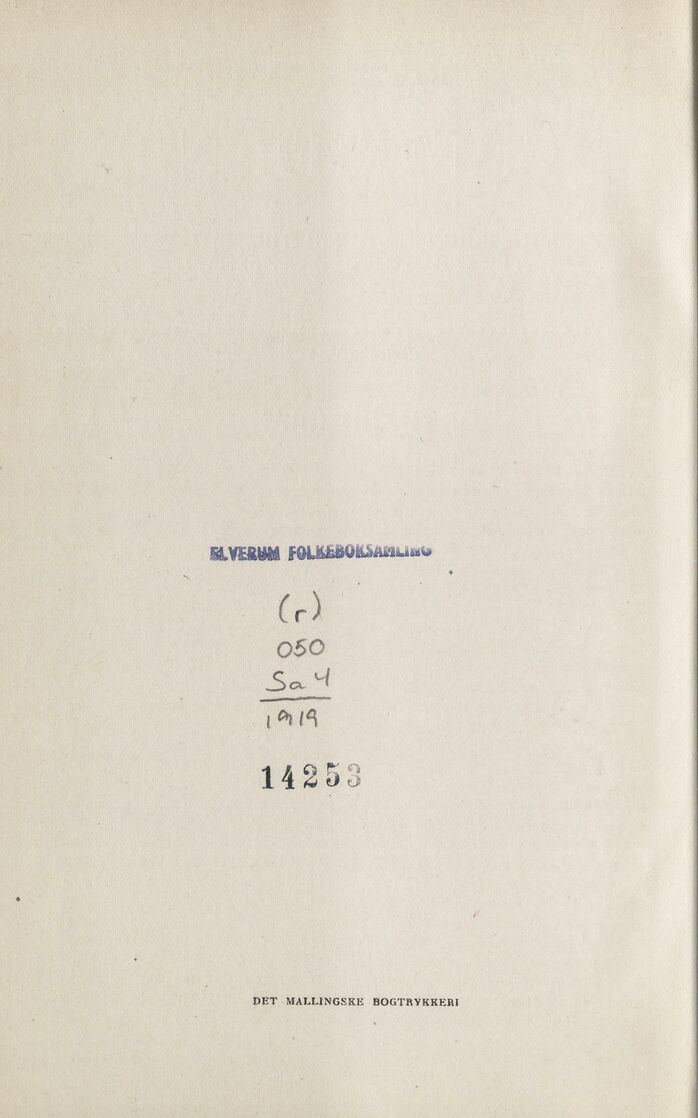 ELVERUM FOLKEBOKSAMLING
(r)
050
Sa 4
1919
14253
DET MALLINGSKE BOGTRYKKERI